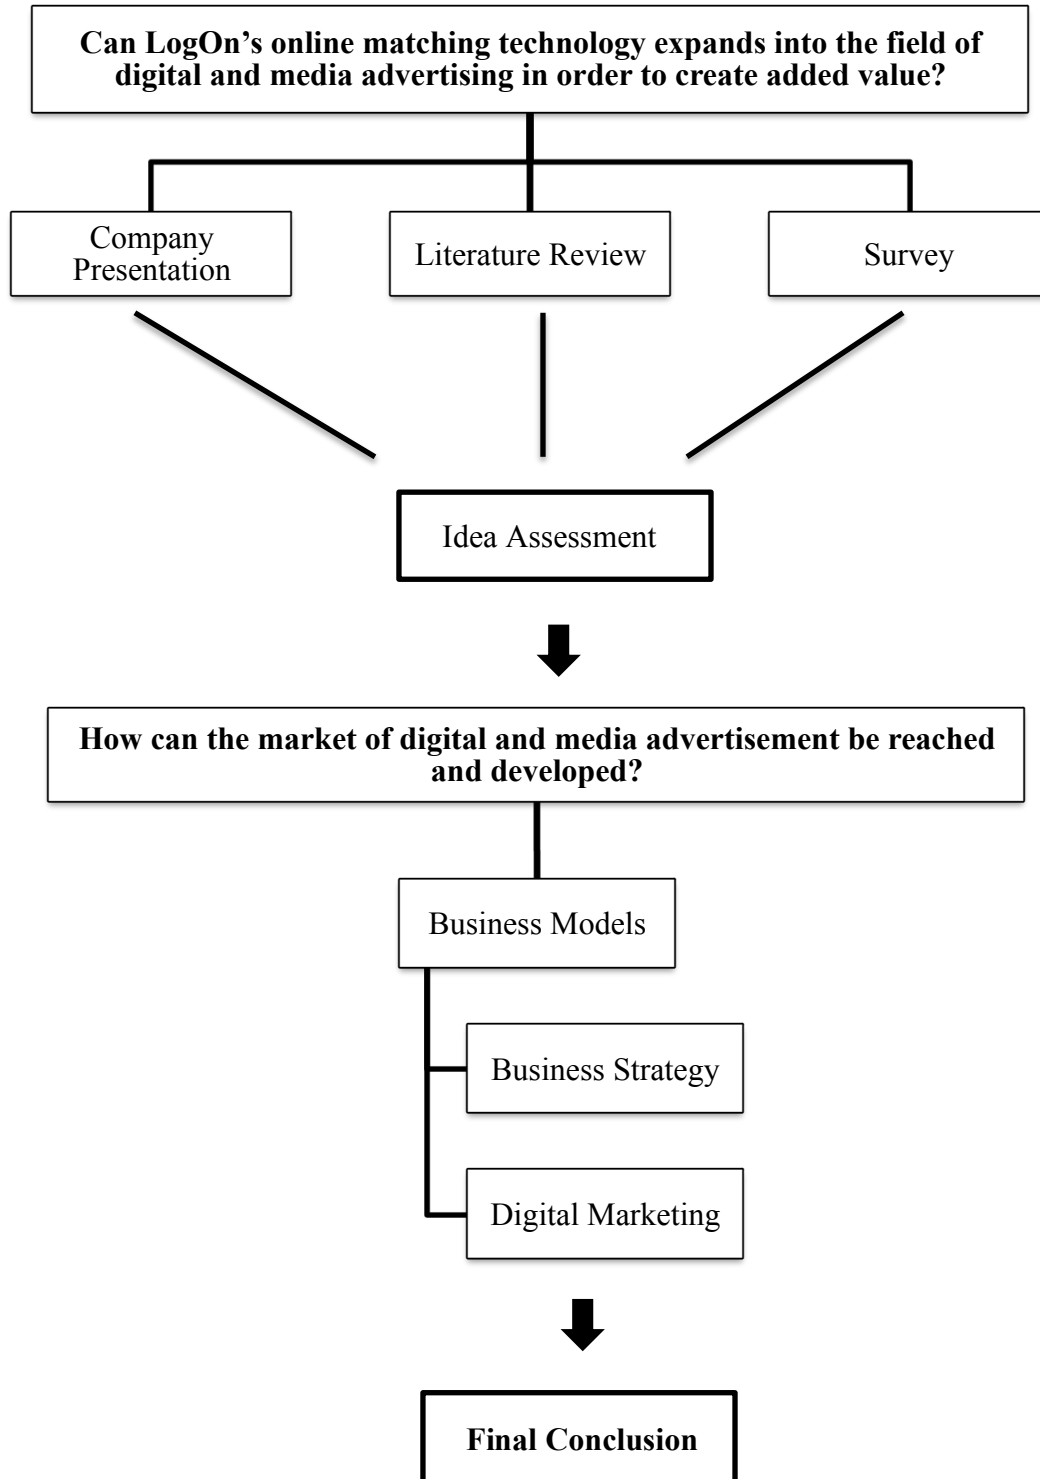 Can LogOn’s online matching technology expands into the field of
digital and media advertising in order to create added value?
Company
Presentation
Literature Review
Survey
Idea Assessment
How can the market of digital and media advertisement be reached
and developed?
Business Models
Business Strategy
Digital Marketing
Final Conclusion